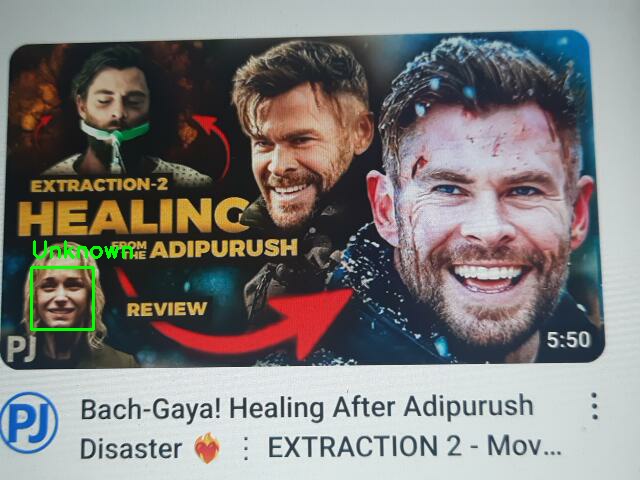 EXTRACTION-2
HEALING
FROM THE ADIPURUSH
Unknown
REVIEW
PJ
5:50
PJ
Bach-Gaya! Healing After Adipurush
Disaster ❤️‍🔥 ⋮ EXTRACTION 2 - Mov...